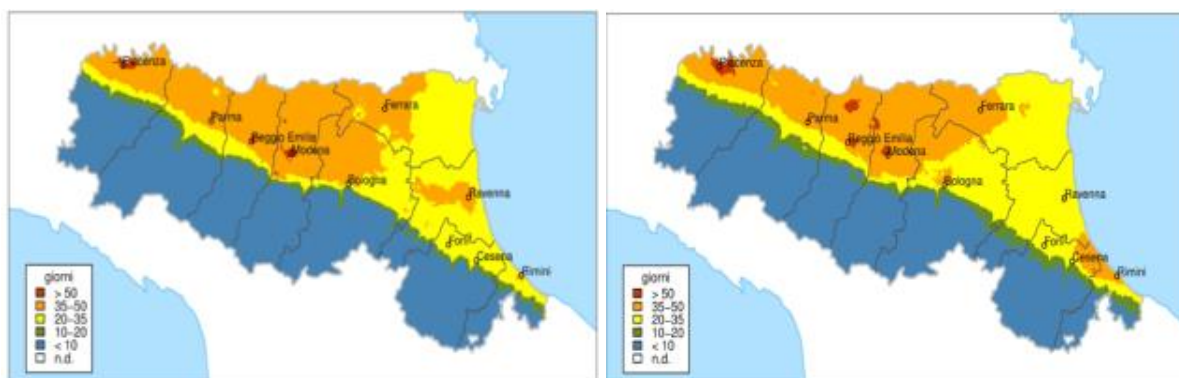 Piacenza
Parma
Reggio Emilia
Modena
Ferrara
Bologna
Ravenna
Forlì
Cesena
Rimini
giorni
> 50
35–50
20–35
10–20
< 10
n.d.
Piacenza
Parma
Reggio Emilia
Modena
Ferrara
Bologna
Ravenna
Forlì
Cesena
Rimini
giorni
> 50
35–50
20–35
10–20
< 10
n.d.